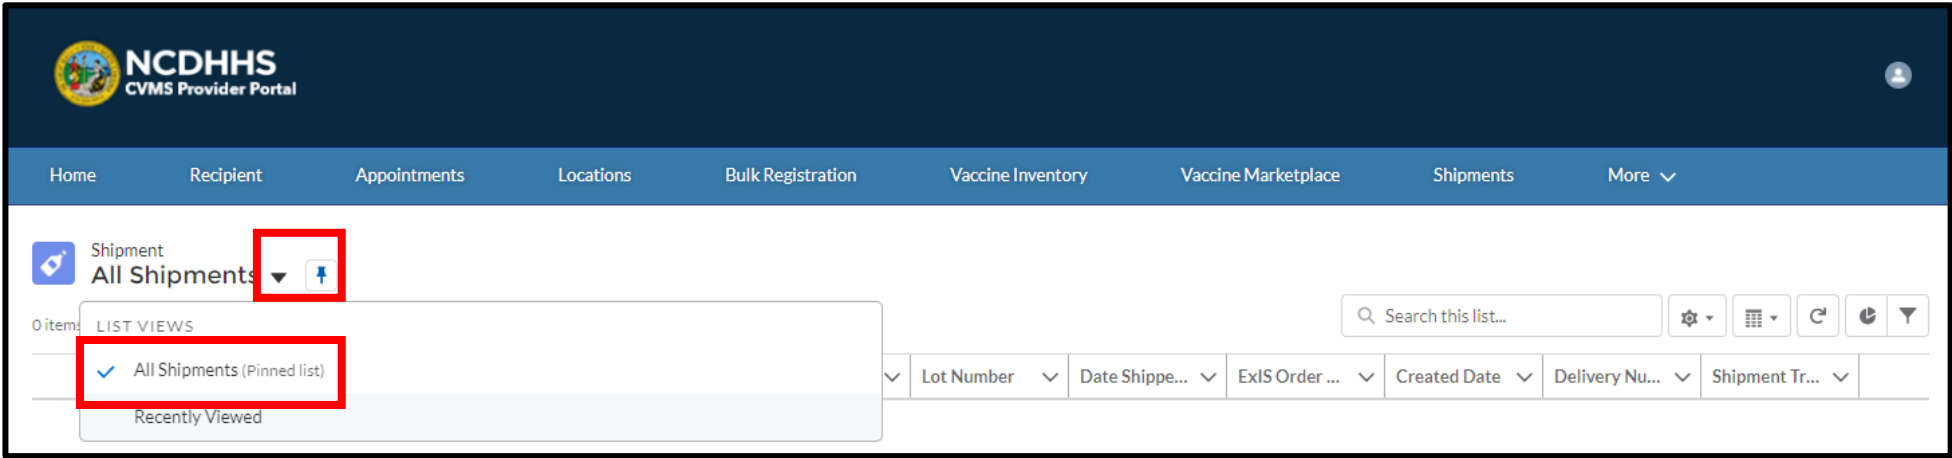 NCDHHS
CVMS Provider Portal
Home Recipient Appointments Locations Bulk Registration Vaccine Inventory Vaccine Marketplace Shipments More
Shipment
All Shipments
0 items
LIST VIEWS
Search this list...
All Shipments (Pinned list)
Lot Number Date Shippe... ExIS Order ... Created Date Delivery Nu... Shipment Tr...
Recently Viewed